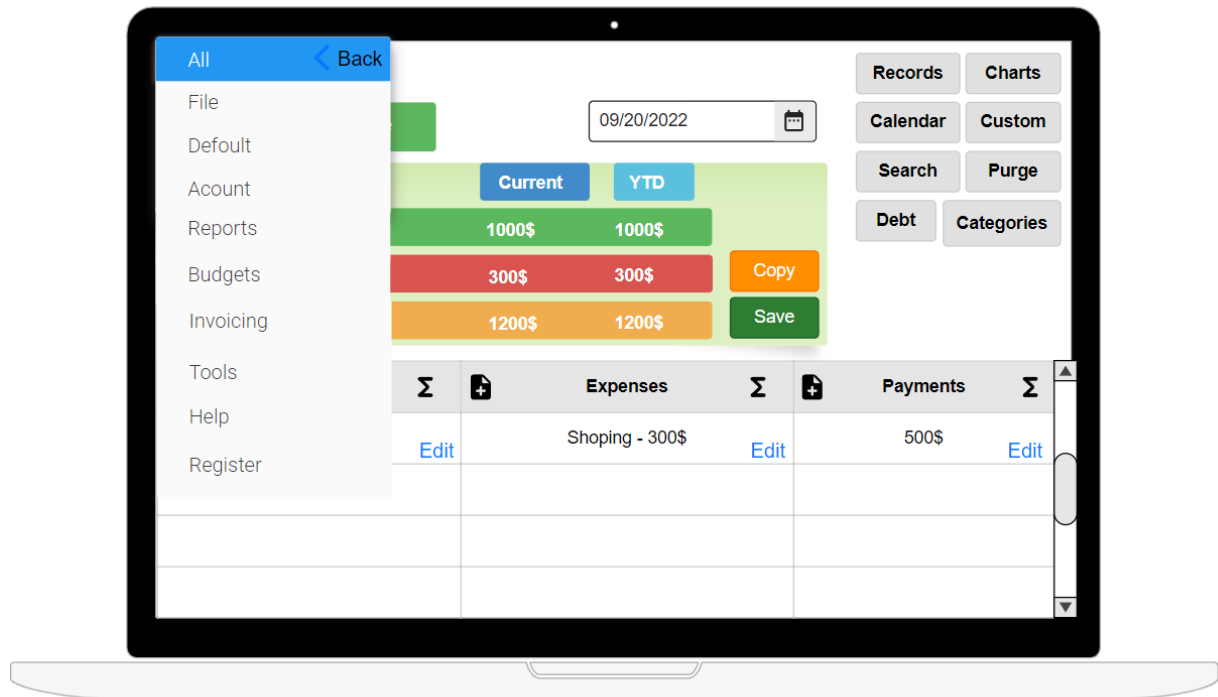 All Back
File
Defoult
Acount
Reports
Budgets
Invoicing
Tools
Help
Register
09/20/2022
Records Charts
Calendar Custom
Search Purge
Debt Categories
Current YTD
1000$ 1000$
300$ 300$
1200$ 1200$
Copy
Save
Σ Expenses Σ Payments Σ
Edit Shoping - 300$ Edit 500$ Edit